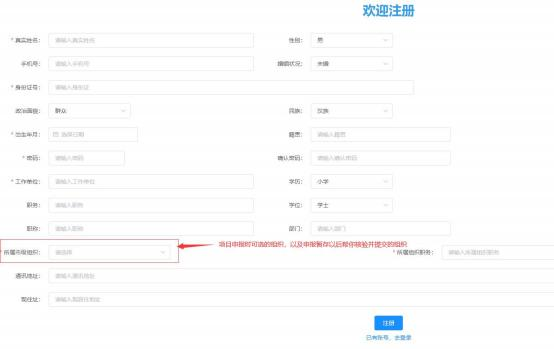 欢迎注册
* 真实姓名： 请输入真实姓名 性别： 男
手机号： 请输入手机号 婚姻状况： 未婚
* 身份证号： 请输入身份证
政治面貌： 群众 民族： 汉族
* 出生年月： 选择日期 籍贯： 请输入籍贯
* 密码： 请输入密码 确认密码： 请输入确认密码
* 工作单位： 请输入工作单位 学历： 小学
职务： 请输入职务 学位： 学士
职称： 请输入职称 部门： 请输入部门
* 所属市级组织： 请选择 项目申报时可选的组织，以及申报暂存以后帮你核验并提交的组织 * 所属组织职务： 请输入所属组织职务
通讯地址： 请输入通讯地址
现住址： 请输入现居住地址
注册
已有账号，去登录